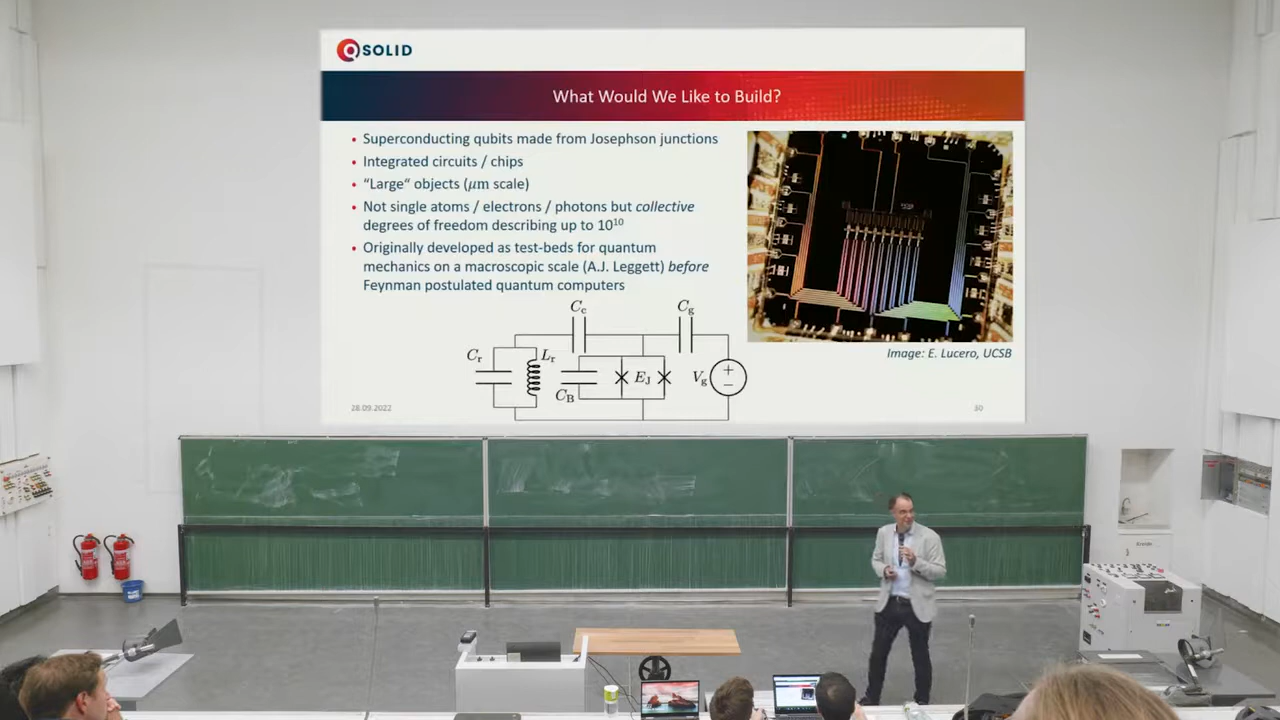 QSOLID
What Would We Like to Build?
• Superconducting qubits made from Josephson junctions
• Integrated circuits / chips
• "Large" objects (μm scale)
• Not single atoms / electrons / photons but collective
degrees of freedom describing up to 10¹⁰
• Originally developed as test-beds for quantum
mechanics on a macroscopic scale (A.J. Leggett) before
Feynman postulated quantum computers
C_c
C_g
C_r
L_r
C_B
E_J
V_g
+
−
Image: E. Lucero, UCSB
28.09.2022
30